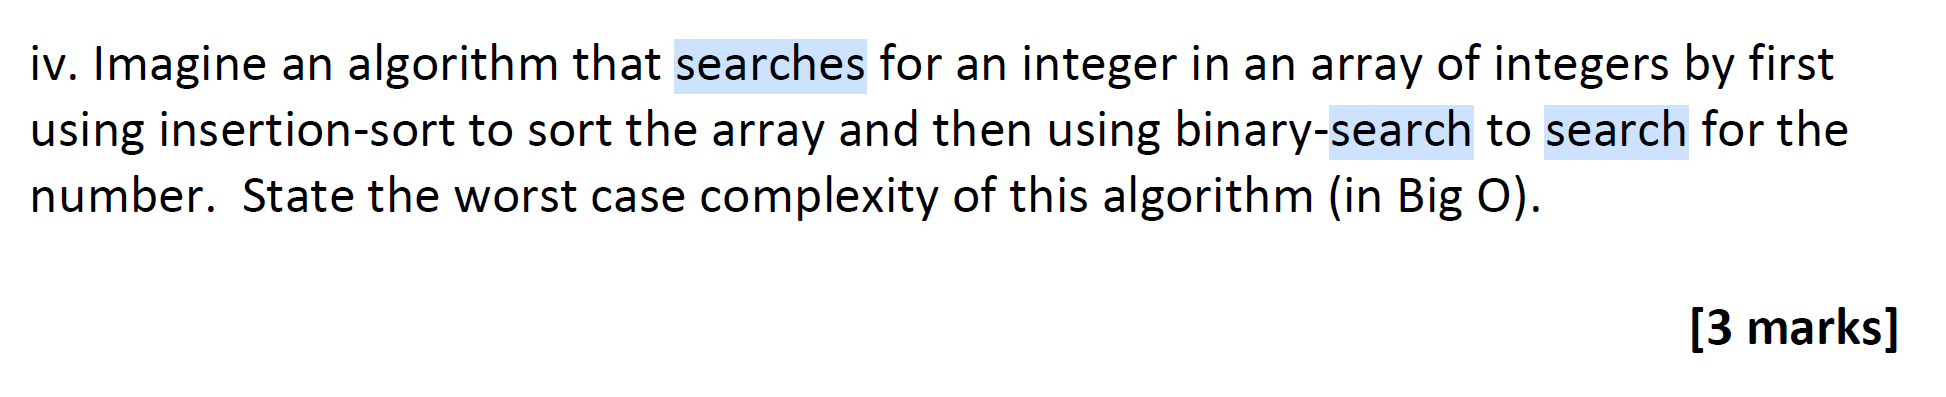 iv. Imagine an algorithm that searches for an integer in an array of integers by first
using insertion-sort to sort the array and then using binary-search to search for the
number.  State the worst case complexity of this algorithm (in Big O).
[3 marks]